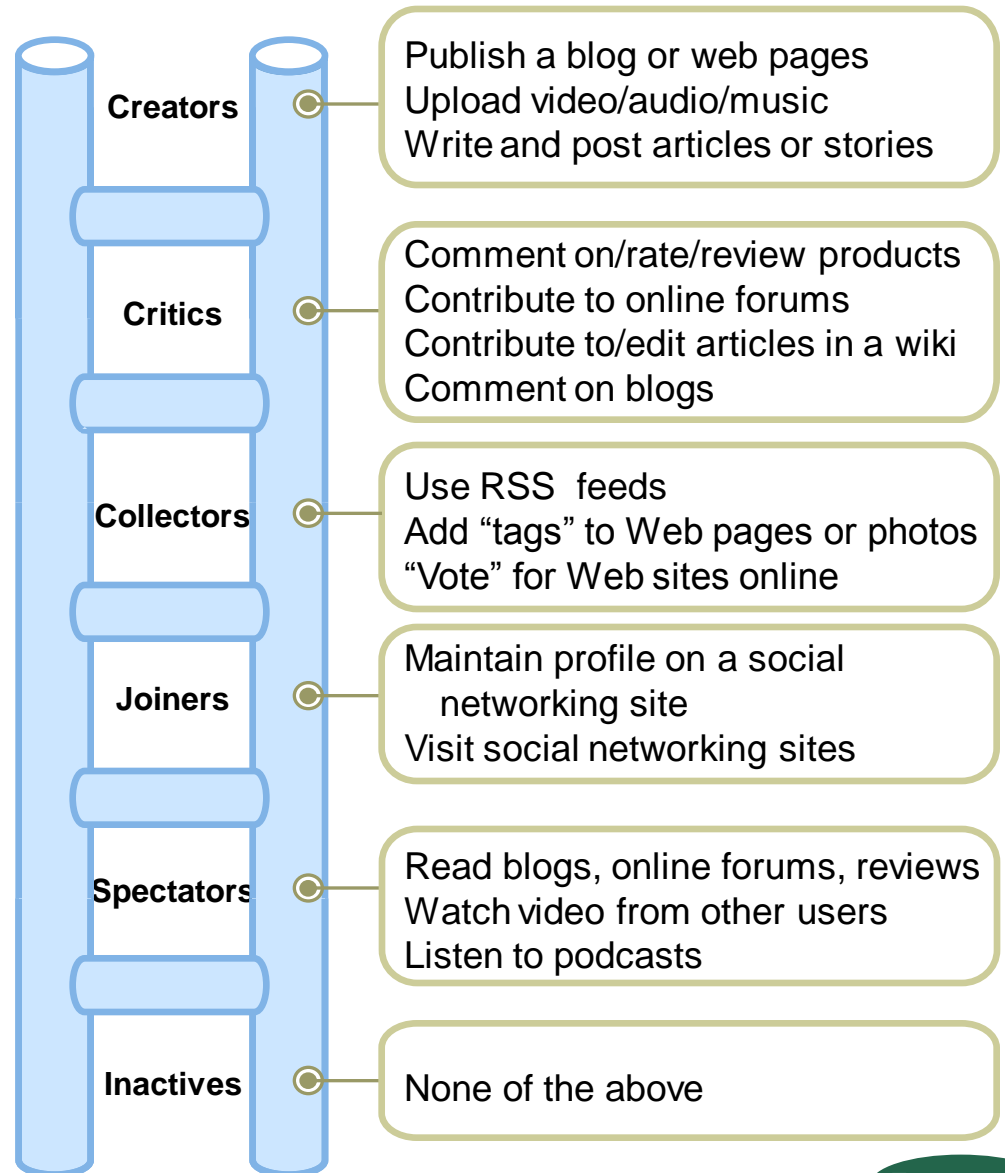 Creators
Publish a blog or web pages
Upload video/audio/music
Write and post articles or stories
Critics
Comment on/rate/review products
Contribute to online forums
Contribute to/edit articles in a wiki
Comment on blogs
Collectors
Use RSS feeds
Add “tags” to Web pages or photos
“Vote” for Web sites online
Joiners
Maintain profile on a social
networking site
Visit social networking sites
Spectators
Read blogs, online forums, reviews
Watch video from other users
Listen to podcasts
Inactives
None of the above